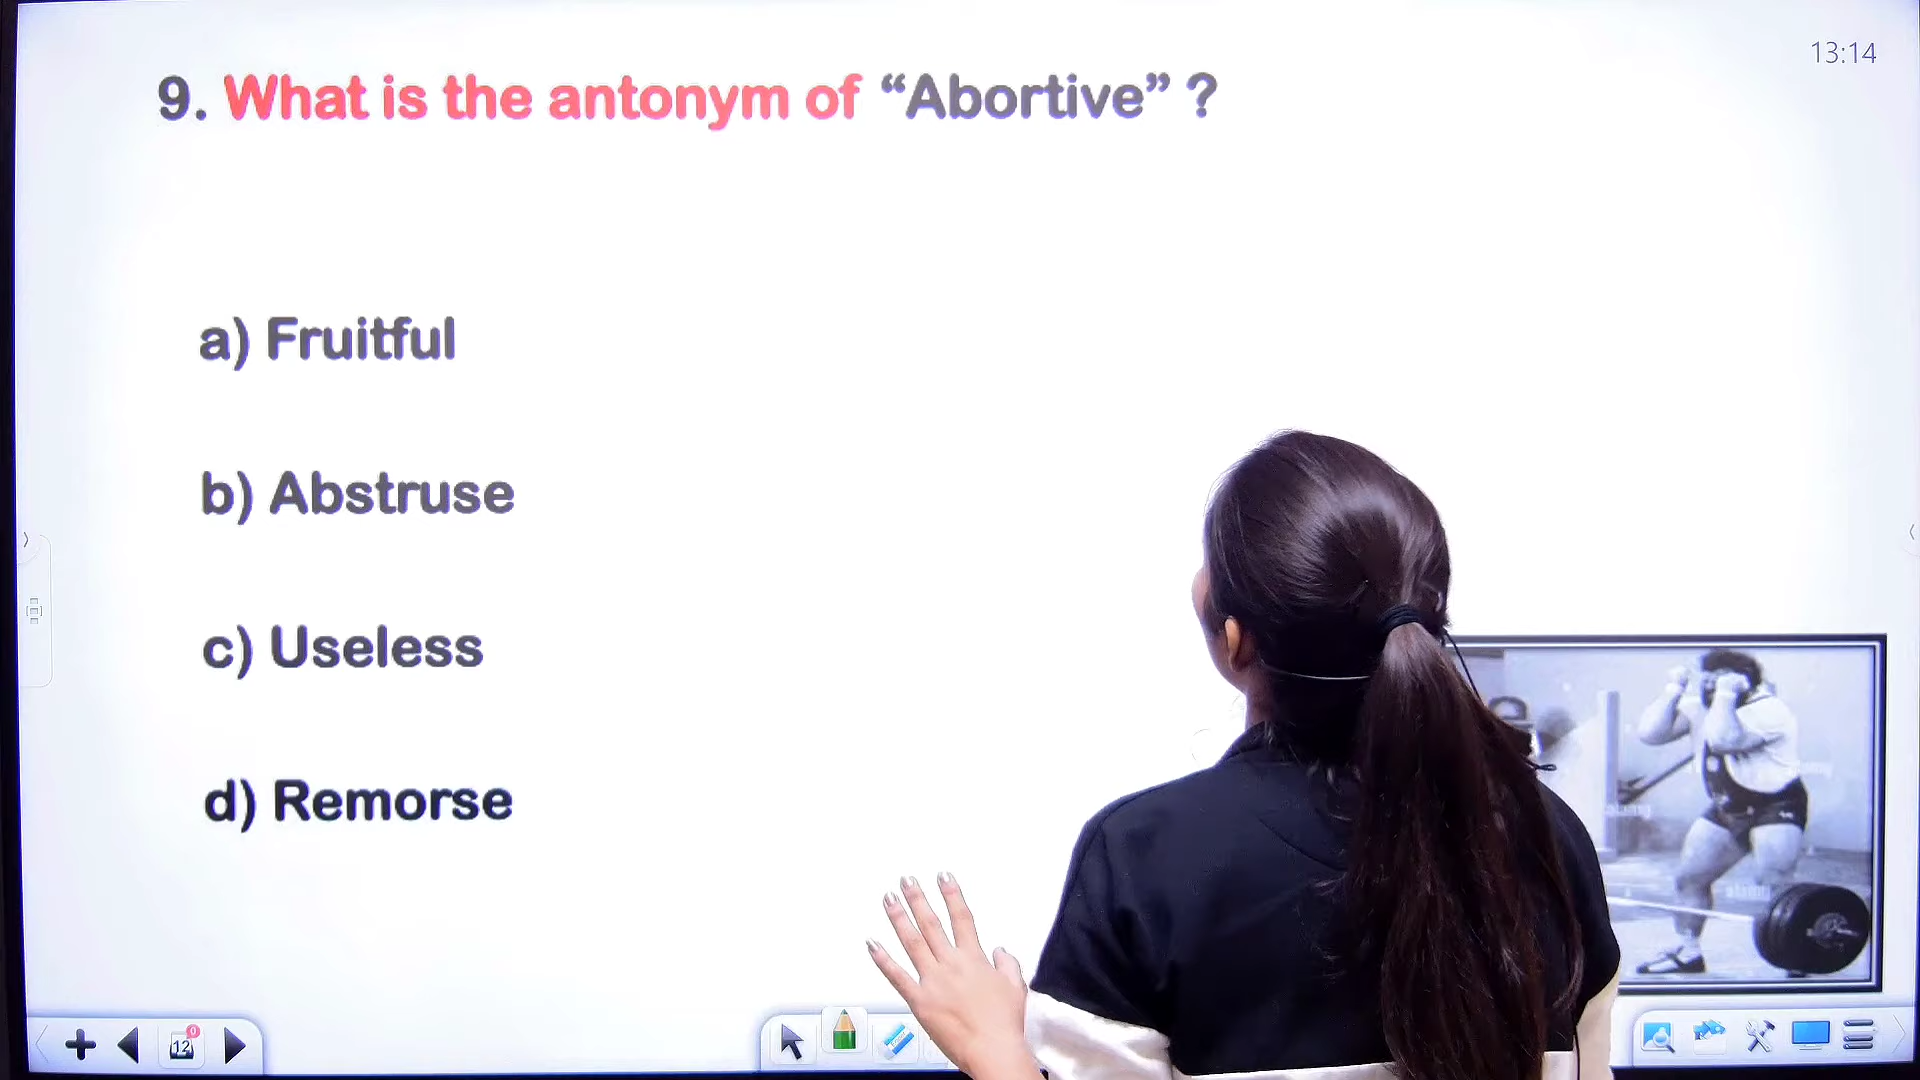 13:14
9. What is the antonym of “Abortive” ?
a) Fruitful
b) Abstruse
c) Useless
d) Remorse
12